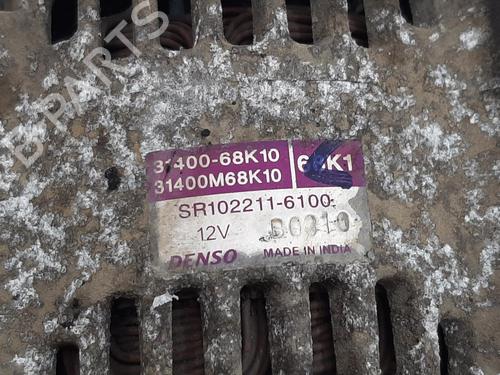 B-PARTS
31400-68K10
31400M68K10
68K1
SR102211-6100
12V
DENSO MADE IN INDIA